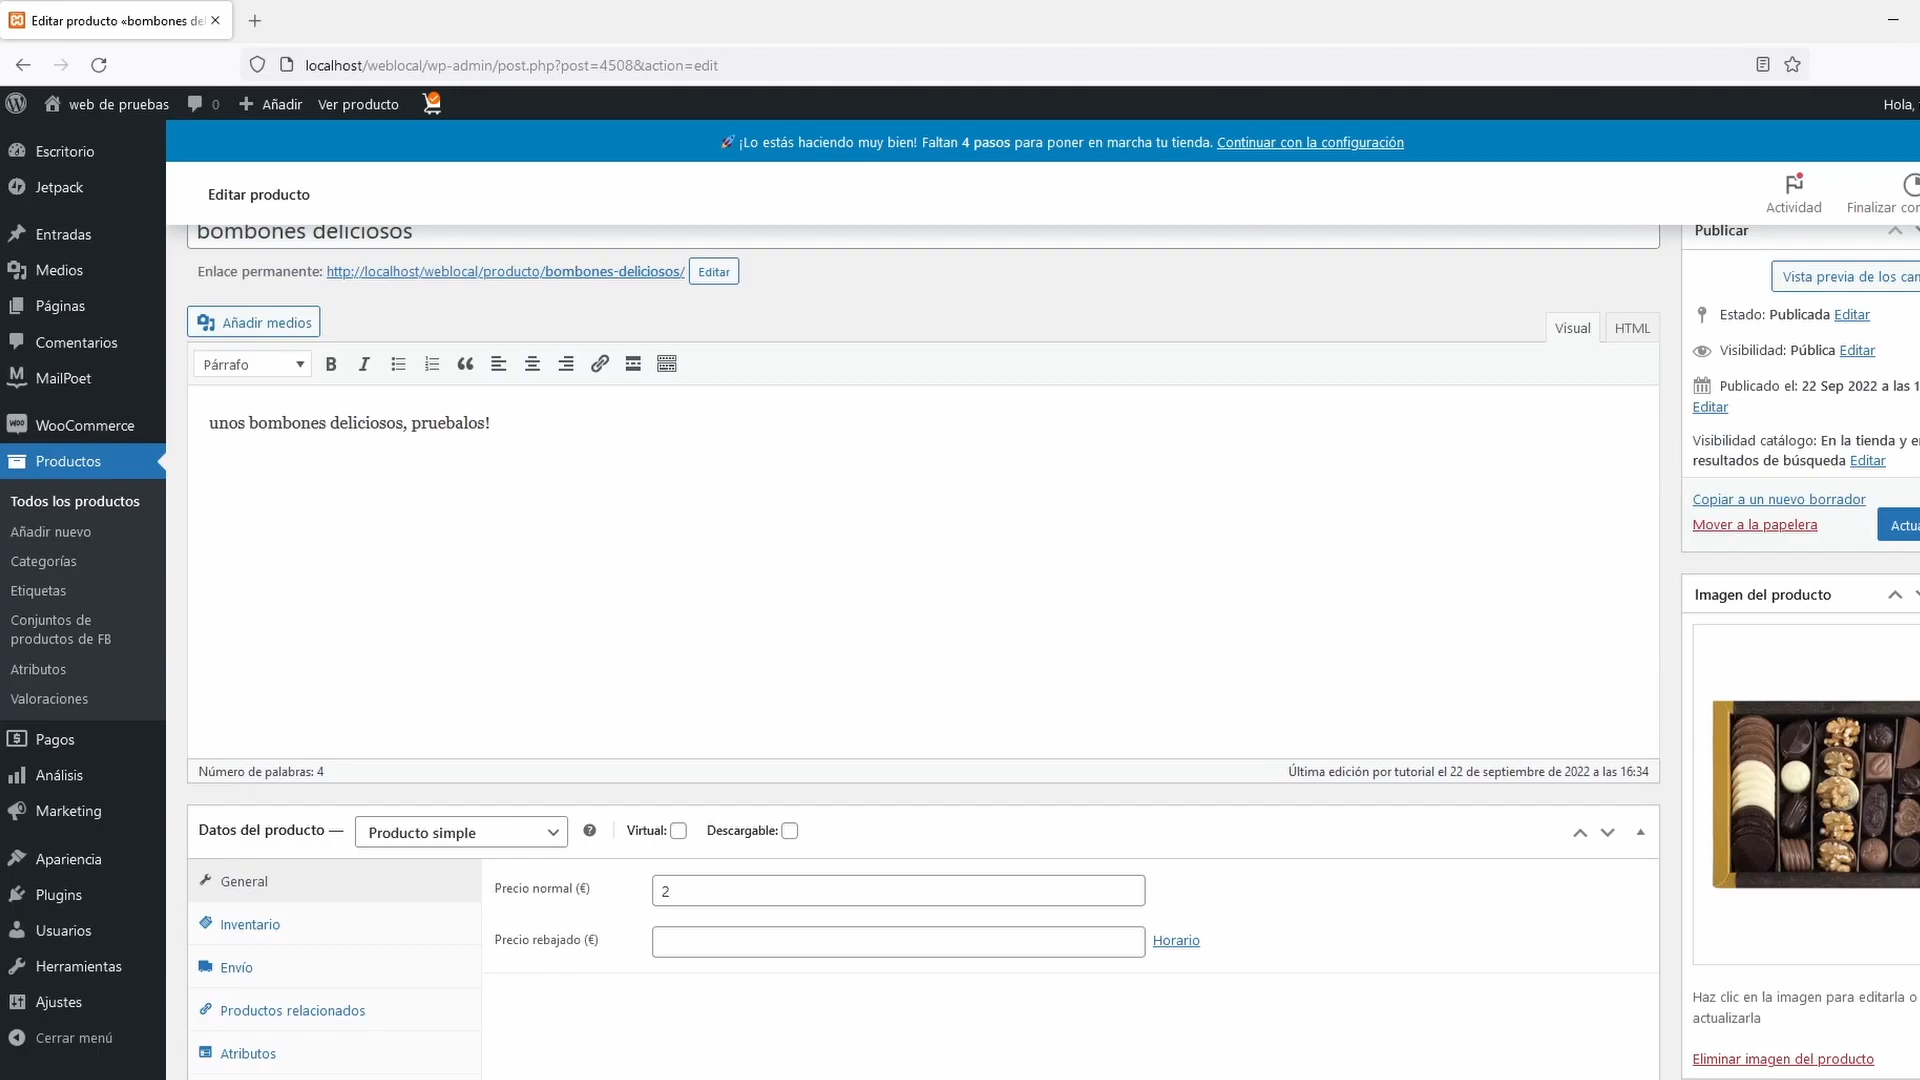 Editar producto «bombones del
localhost/weblocal/wp-admin/post.php?post=4508&action=edit
web de pruebas
0
Añadir
Ver producto
Hola,
🚀 ¡Lo estás haciendo muy bien! Faltan 4 pasos para poner en marcha tu tienda. Continuar con la configuración
Escritorio
Jetpack
Entradas
Medios
Páginas
Comentarios
MailPoet
WooCommerce
Productos
Todos los productos
Añadir nuevo
Categorías
Etiquetas
Conjuntos de
productos de FB
Atributos
Valoraciones
Pagos
Análisis
Marketing
Apariencia
Plugins
Usuarios
Herramientas
Ajustes
Cerrar menú
Editar producto
Actividad
Finalizar con
bombones deliciosos
Enlace permanente: http://localhost/weblocal/producto/bombones-deliciosos/ Editar
Añadir medios
Visual
HTML
Párrafo
unos bombones deliciosos, pruebalos!
Número de palabras: 4
Última edición por tutorial el 22 de septiembre de 2022 a las 16:34
Datos del producto —
Producto simple
Virtual:
Descargable:
General
Inventario
Envío
Productos relacionados
Atributos
Precio normal (€)
2
Precio rebajado (€)
Horario
Publicar
Vista previa de los cam
Estado: Publicada Editar
Visibilidad: Pública Editar
Publicado el: 22 Sep 2022 a las 1
Editar
Visibilidad catálogo: En la tienda y en
resultados de búsqueda Editar
Copiar a un nuevo borrador
Mover a la papelera
Actua
Imagen del producto
Haz clic en la imagen para editarla o
actualizarla
Eliminar imagen del producto